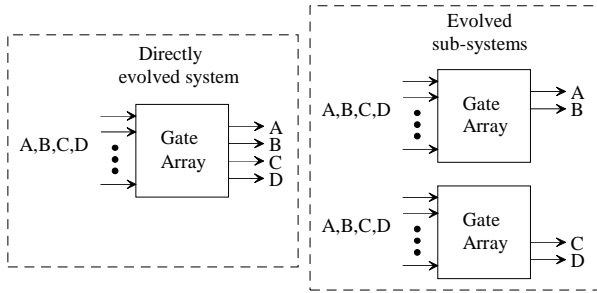 Directly
evolved system
A,B,C,D
Gate
Array
A
B
C
D
Evolved
sub-systems
A,B,C,D
Gate
Array
A
B
A,B,C,D
Gate
Array
C
D